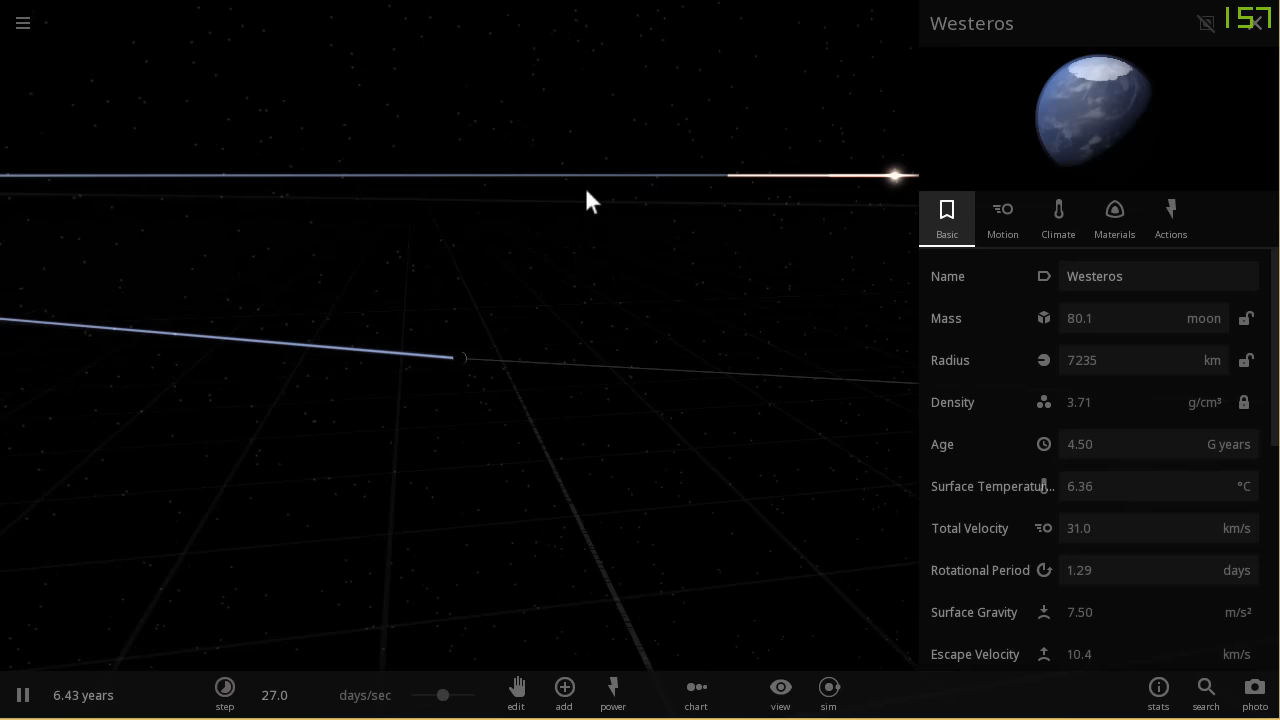 Westeros
157
Basic
Motion
Climate
Materials
Actions
Name Westeros
Mass 80.1 moon
Radius 7235 km
Density 3.71 g/cm³
Age 4.50 G years
Surface Temperatur... 6.36 °C
Total Velocity 31.0 km/s
Rotational Period 1.29 days
Surface Gravity 7.50 m/s²
Escape Velocity 10.4 km/s
6.43 years
step
27.0 days/sec
edit
add
power
chart
view
sim
stats
search
photo